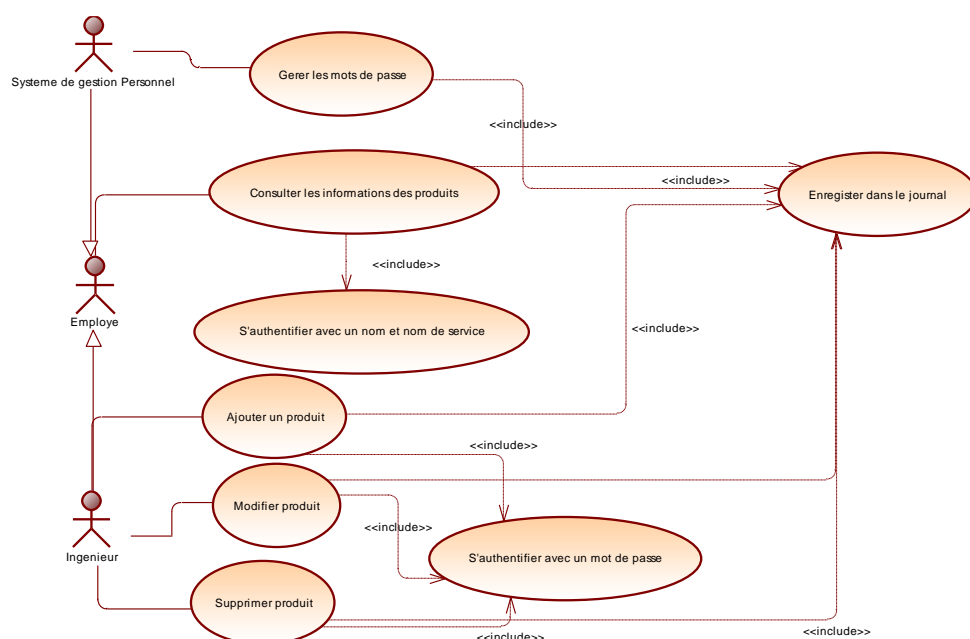 Systeme de gestion Personnel
Gerer les mots de passe
<<include>>
Consulter les informations des produits
<<include>>
Enregister dans le journal
<<include>>
Employe
S'authentifier avec un nom et nom de service
<<include>>
Ajouter un produit
<<include>>
Modifier produit
<<include>>
Ingenieur
S'authentifier avec un mot de passe
Supprimer produit
<<include>>
<<include>>